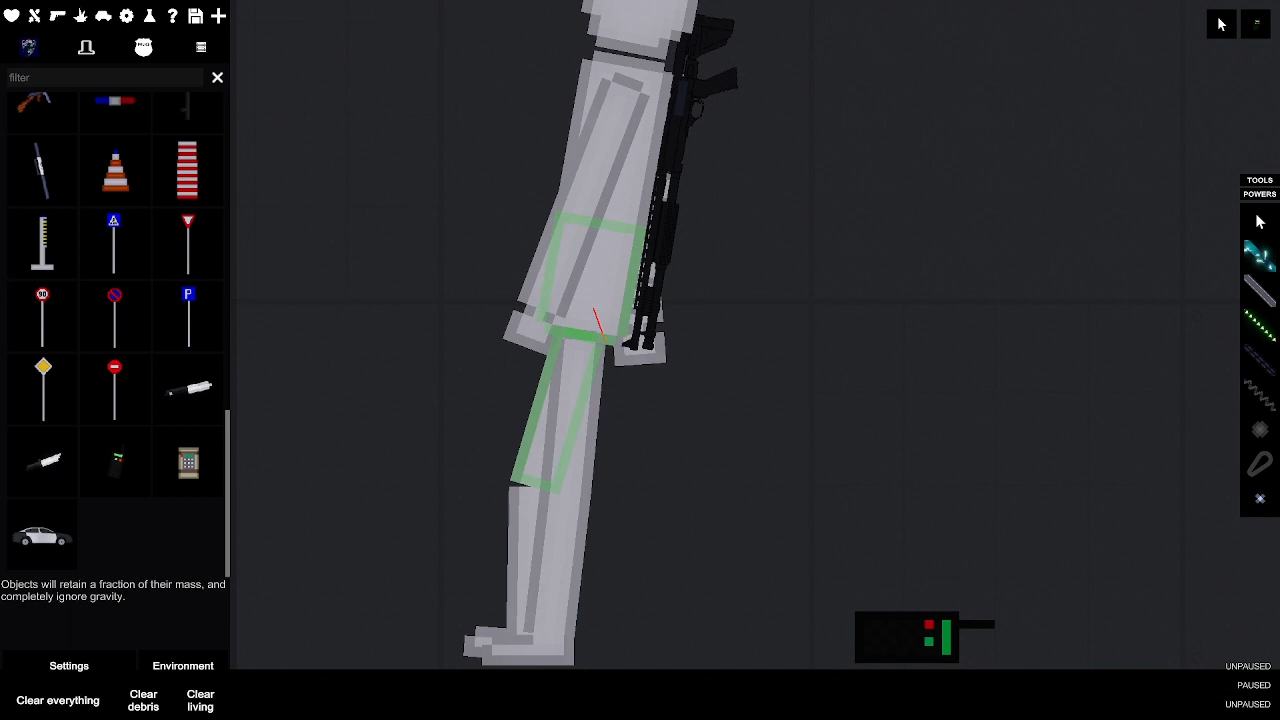 filter
TOOLS
POWERS
90
P
Objects will retain a fraction of their mass, and
completely ignore gravity.
Settings
Environment
Clear everything
Clear
debris
Clear
living
UNPAUSED
PAUSED
UNPAUSED